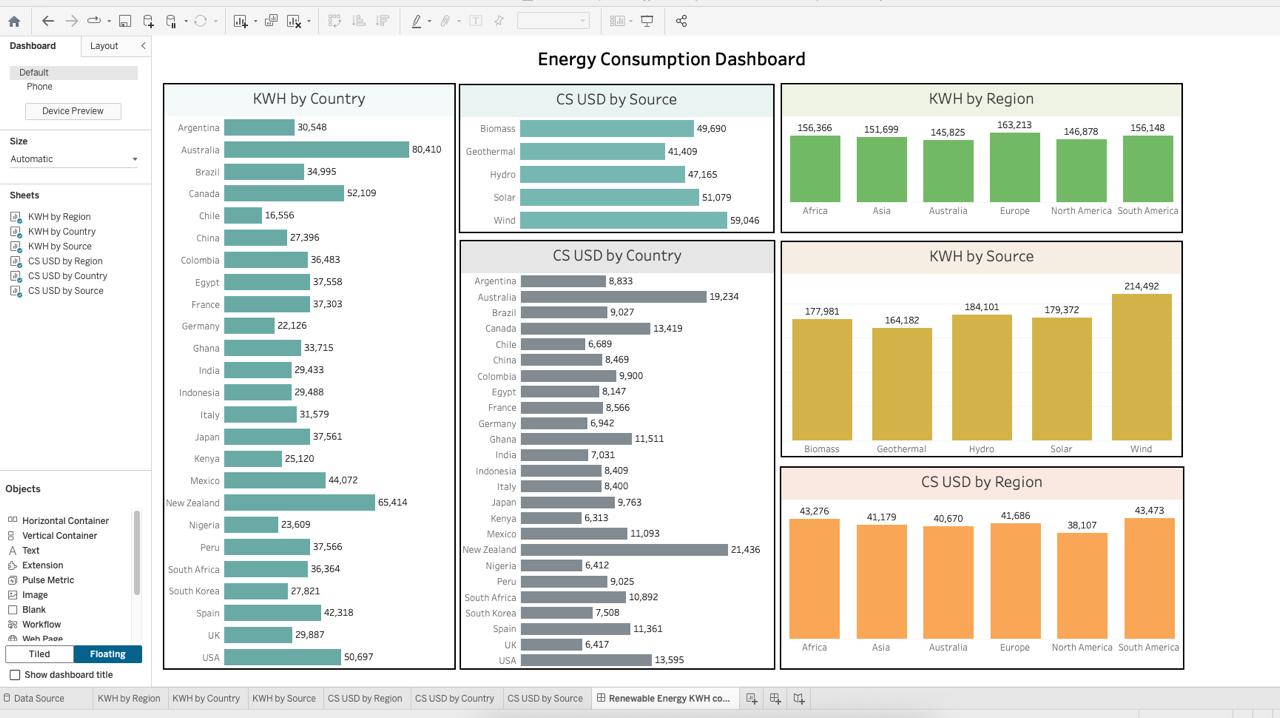 Dashboard
Layout
Default
Phone
Device Preview
Size
Automatic
Sheets
KWH by Region
KWH by Country
KWH by Source
CS USD by Region
CS USD by Country
CS USD by Source
Objects
Horizontal Container
Vertical Container
Text
Extension
Pulse Metric
Image
Blank
Workflow
Web Page
Tiled
Floating
Show dashboard title
Energy Consumption Dashboard
KWH by Country
Argentina 30,548
Australia 80,410
Brazil 34,995
Canada 52,109
Chile 16,556
China 27,396
Colombia 36,483
Egypt 37,558
France 37,303
Germany 22,126
Ghana 33,715
India 29,433
Indonesia 29,488
Italy 31,579
Japan 37,561
Kenya 25,120
Mexico 44,072
New Zealand 65,414
Nigeria 23,609
Peru 37,566
South Africa 36,364
South Korea 27,821
Spain 42,318
UK 29,887
USA 50,697
CS USD by Source
Biomass 49,690
Geothermal 41,409
Hydro 47,165
Solar 51,079
Wind 59,046
CS USD by Country
Argentina 8,833
Australia 19,234
Brazil 9,027
Canada 13,419
Chile 6,689
China 8,469
Colombia 9,900
Egypt 8,147
France 8,566
Germany 6,942
Ghana 11,511
India 7,031
Indonesia 8,409
Italy 8,400
Japan 9,763
Kenya 6,313
Mexico 11,093
New Zealand 21,436
Nigeria 6,412
Peru 9,025
South Africa 10,892
South Korea 7,508
Spain 11,361
UK 6,417
USA 13,595
KWH by Region
156,366 151,699 145,825 163,213 146,878 156,148
Africa Asia Australia Europe North America South America
KWH by Source
177,981 164,182 184,101 179,372 214,492
Biomass Geothermal Hydro Solar Wind
CS USD by Region
43,276 41,179 40,670 41,686 38,107 43,473
Africa Asia Australia Europe North America South America
Data Source KWH by Region KWH by Country KWH by Source CS USD by Region CS USD by Country CS USD by Source Renewable Energy KWH co...